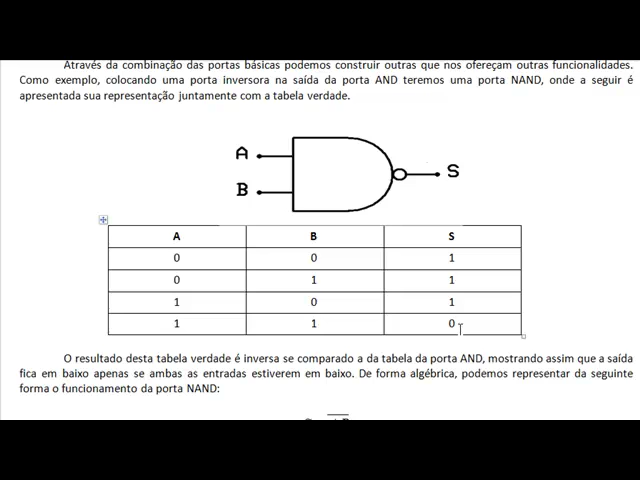 Através da combinação das portas básicas podemos construir outras que nos ofereçam outras funcionalidades.
Como exemplo, colocando uma porta inversora na saída da porta AND teremos uma porta NAND, onde a seguir é
apresentada sua representação juntamente com a tabela verdade.
A
S
B
A B S
0 0 1
0 1 1
1 0 1
1 1 0
O resultado desta tabela verdade é inversa se comparado a da tabela da porta AND, mostrando assim que a saída
fica em baixo apenas se ambas as entradas estiverem em baixo. De forma algébrica, podemos representar da seguinte
forma o funcionamento da porta NAND: